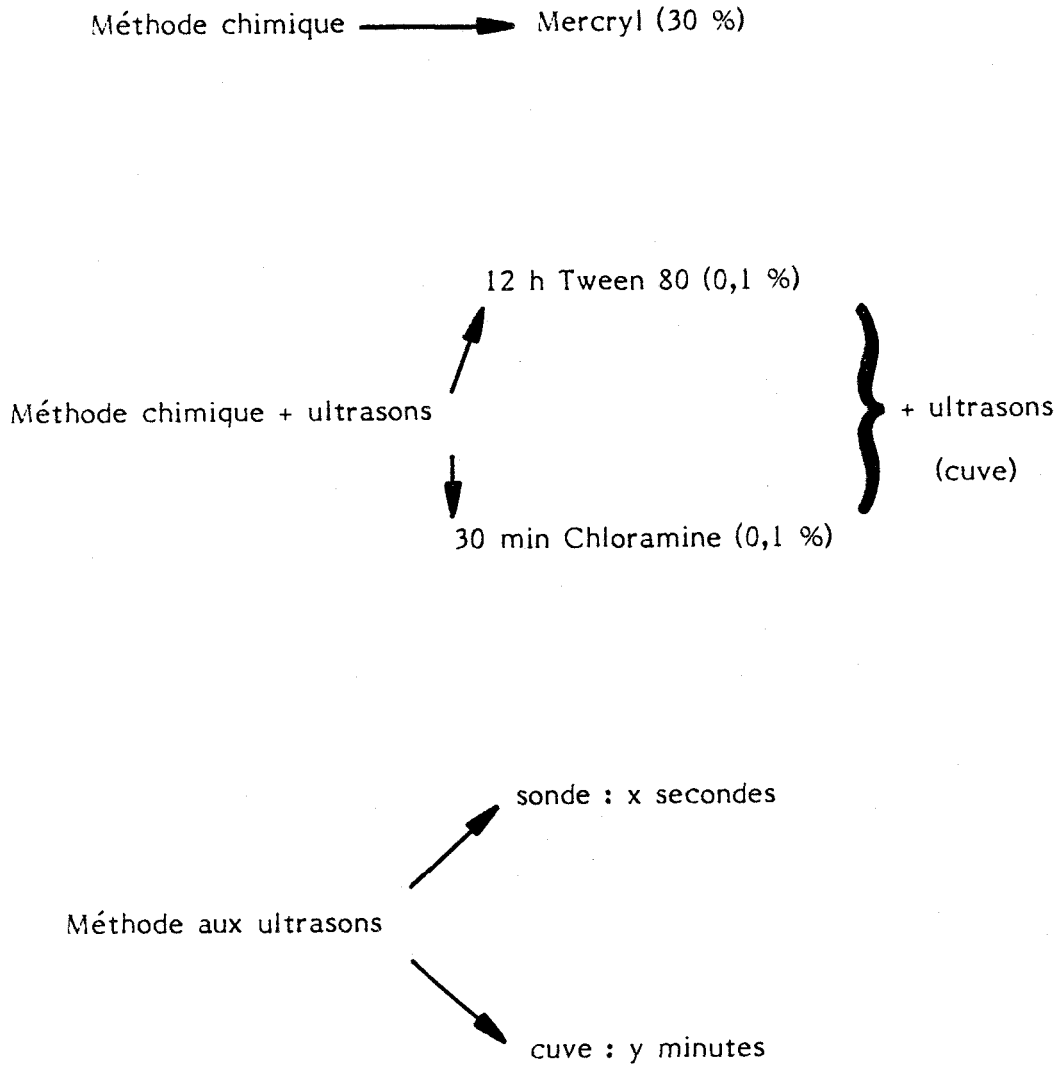 Méthode chimique Mercryl (30 %)
12 h Tween 80 (0,1 %)
Méthode chimique + ultrasons + ultrasons
(cuve)
30 min Chloramine (0,1 %)
sonde : x secondes
Méthode aux ultrasons
cuve : y minutes